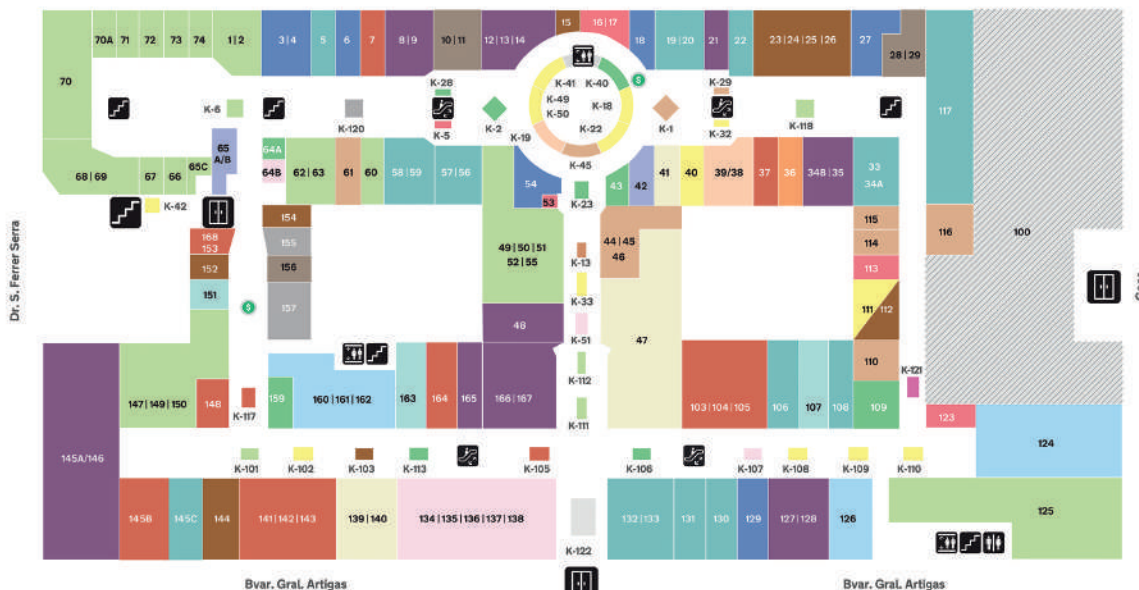 70A 71 72 73 74 1|2 3|4 5 6 7 8|9 10|11 12|13|14 15 16|17 18 19|20 21 22 23|24|25|26 27 28|29
70
117
100
K-6 K-120 K-28 K-5 K-2 K-19 K-41 K-40 K-49 K-50 K-18 K-22 K-45 K-1 K-29 K-32 K-118
$
65 A/B
68|69 67 66 65C 64A 64B 62|63 61 60 58|59 57|56 54 53 43 42 41 40 39/38 37 36 34B|35 33 34A
K-42 K-23
154 115
168 153 155 44|45 46 114 116
152 156 49|50|51 52|55 K-13 113
151 157 K-33 111 112
$
48 K-51 47 110
K-112 K-121
147|149|150 148 K-117 159 160|161|162 163 164 165 166|167 K-111 103|104|105 106 107 108 109 123
124
145A/146
K-101 K-102 K-103 K-113 K-105 K-106 K-107 K-108 K-109 K-110
145B 145C 144 141|142|143 139|140 134|135|136|137|138 K-122 132|133 131 130 129 127|128 126 125
Dr. S. Ferrer Serra
Bvar. Gral. Artigas
Bvar. Gral. Artigas